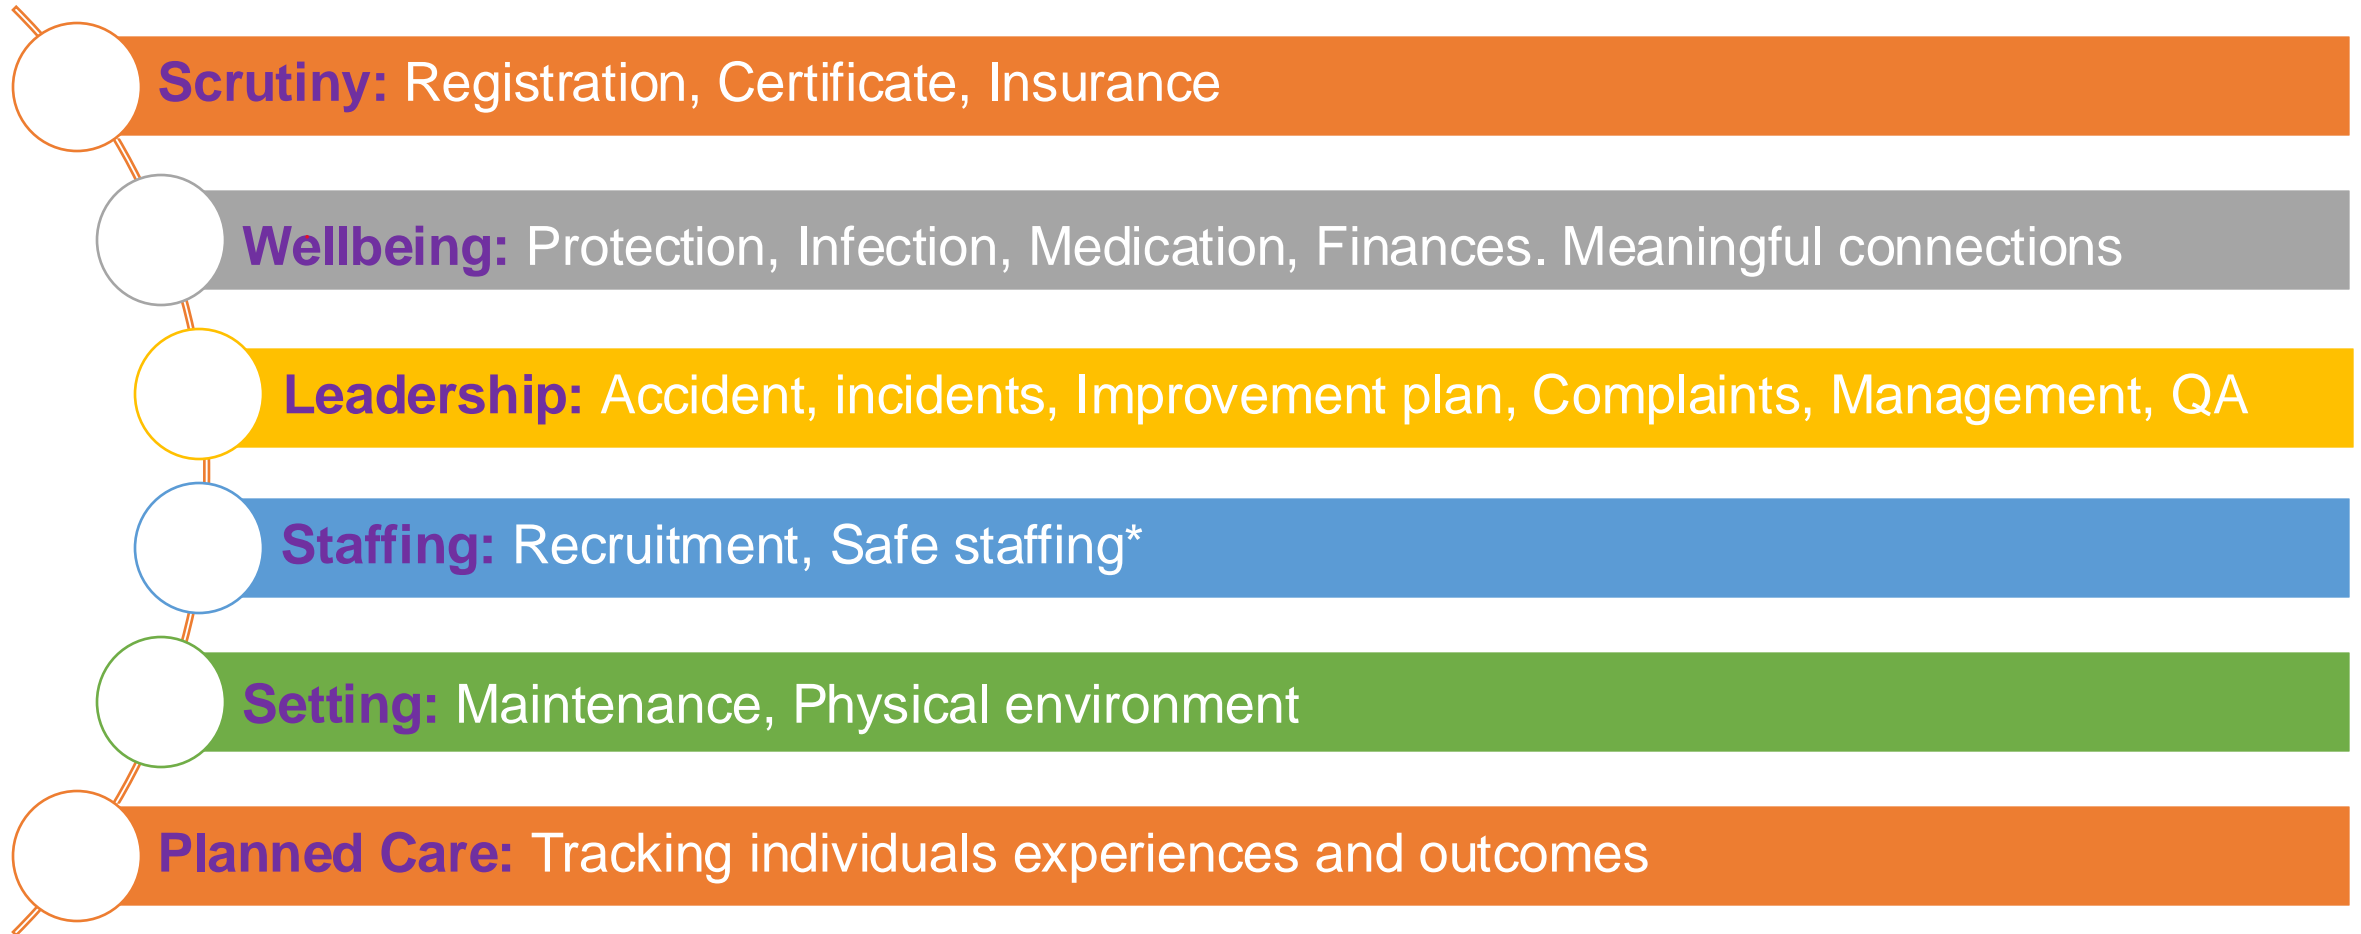 Scrutiny: Registration, Certificate, Insurance
Wellbeing: Protection, Infection, Medication, Finances. Meaningful connections
Leadership: Accident, incidents, Improvement plan, Complaints, Management, QA
Staffing: Recruitment, Safe staffing*
Setting: Maintenance, Physical environment
Planned Care: Tracking individuals experiences and outcomes